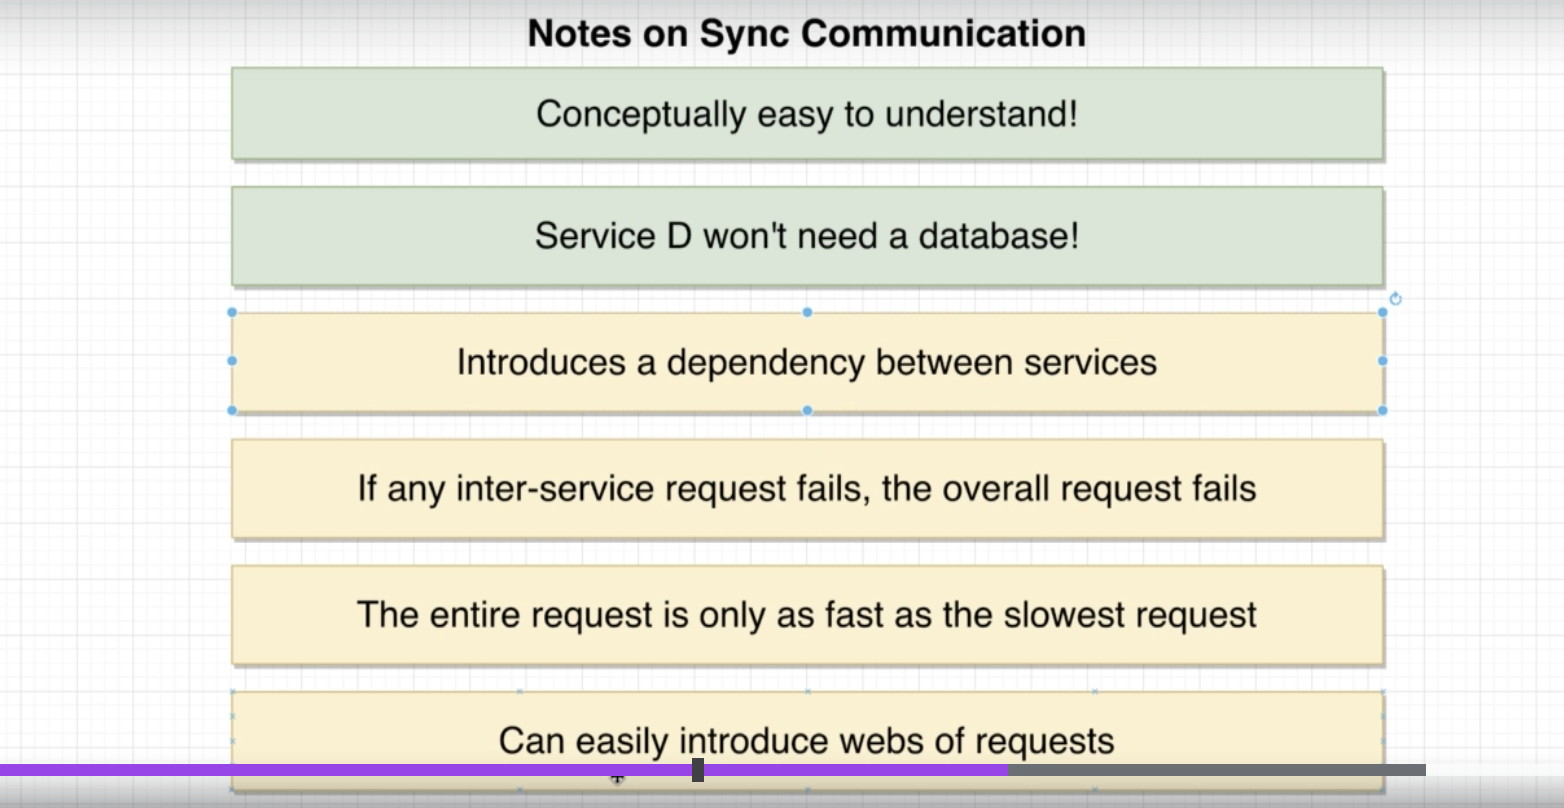 Notes on Sync Communication
Conceptually easy to understand!
Service D won't need a database!
Introduces a dependency between services
If any inter-service request fails, the overall request fails
The entire request is only as fast as the slowest request
Can easily introduce webs of requests